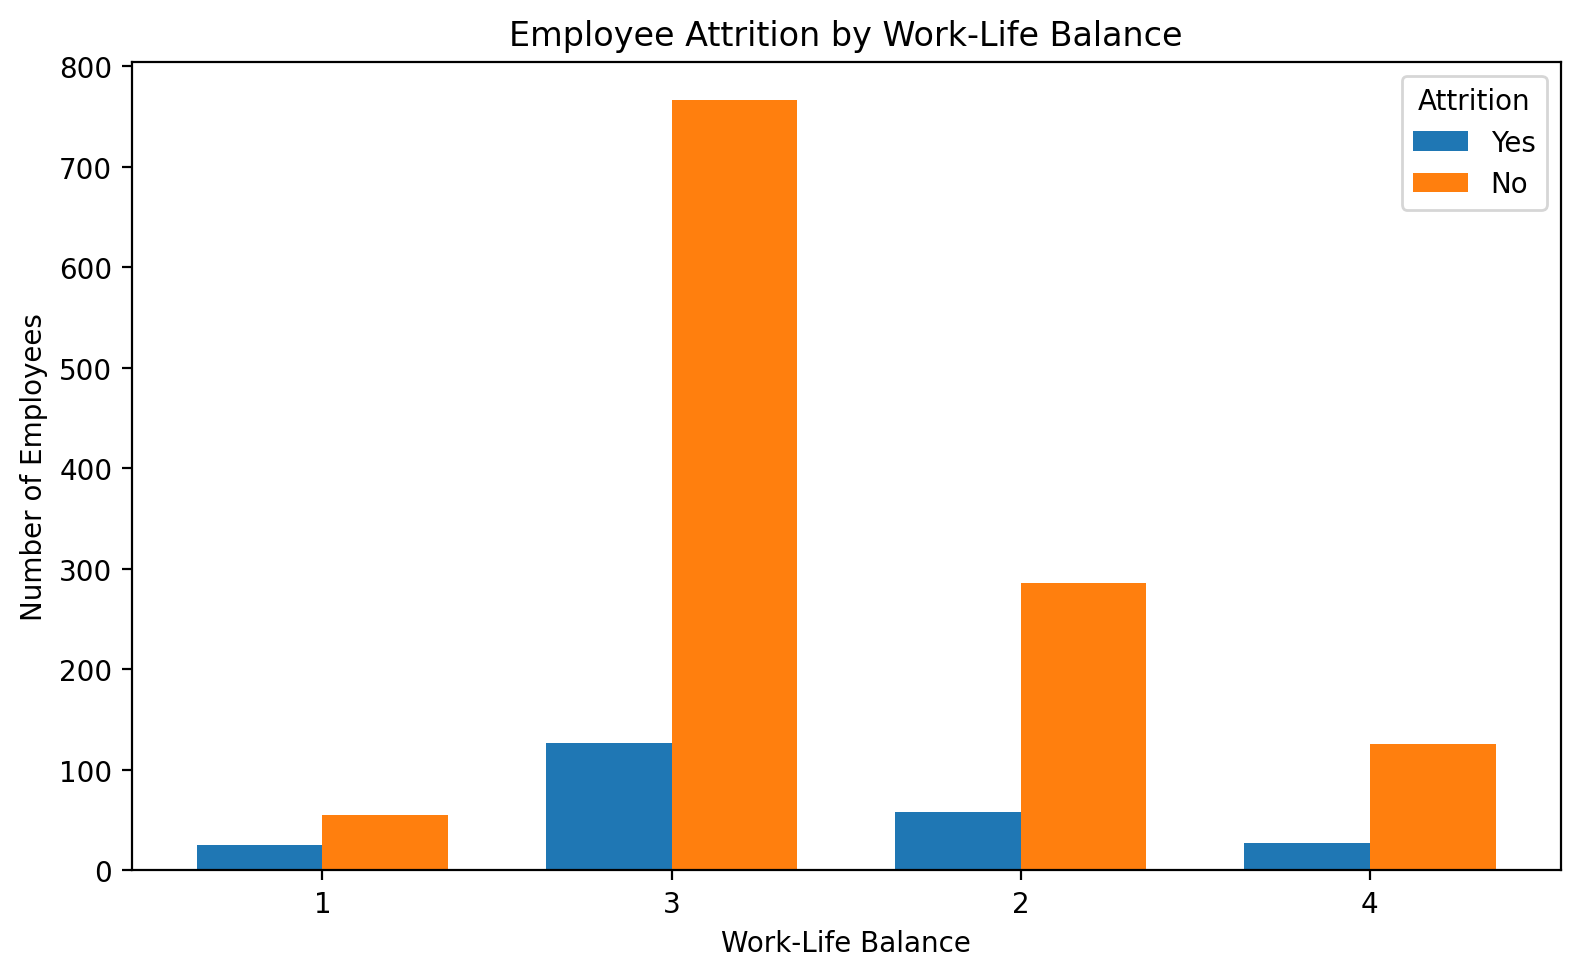 Employee Attrition by Work-Life Balance
800
700
600
500
400
300
200
100
0
Number of Employees
Attrition
Yes
No
1 3 2 4
Work-Life Balance